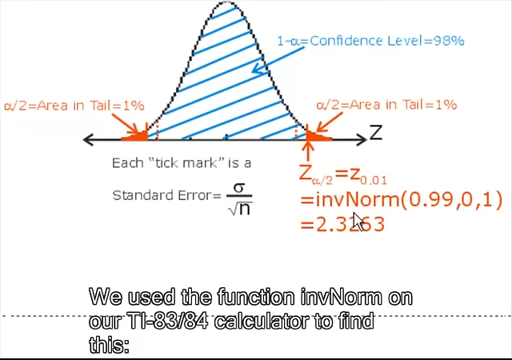 1-α=Confidence Level=98%
α/2=Area in Tail=1%
α/2=Area in Tail=1%
Z
Each “tick mark” is a
Standard Error= σ/√n
Zα/2=z0.01
=invNorm(0.99,0,1)
=2.3263
We used the function invNorm on
our TI-83/84 calculator to find
this: